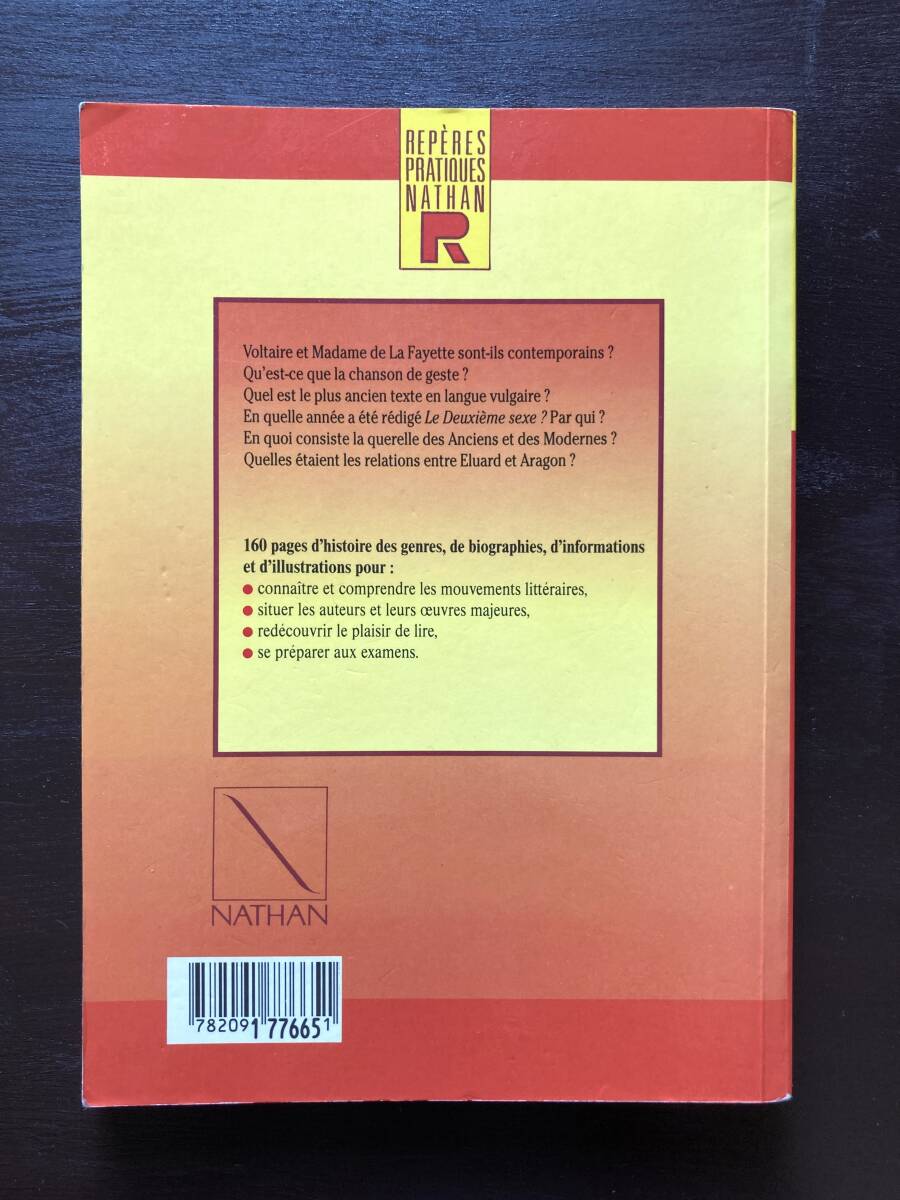 REPÈRES
PRATIQUES
NATHAN
R
Voltaire et Madame de La Fayette sont-ils contemporains ?
Qu'est-ce que la chanson de geste ?
Quel est le plus ancien texte en langue vulgaire ?
En quelle année a été rédigé Le Deuxième sexe ? Par qui ?
En quoi consiste la querelle des Anciens et des Modernes ?
Quelles étaient les relations entre Eluard et Aragon ?
160 pages d'histoire des genres, de biographies, d'informations
et d'illustrations pour :
● connaître et comprendre les mouvements littéraires,
● situer les auteurs et leurs œuvres majeures,
● redécouvrir le plaisir de lire,
● se préparer aux examens.
NATHAN
782091 776651